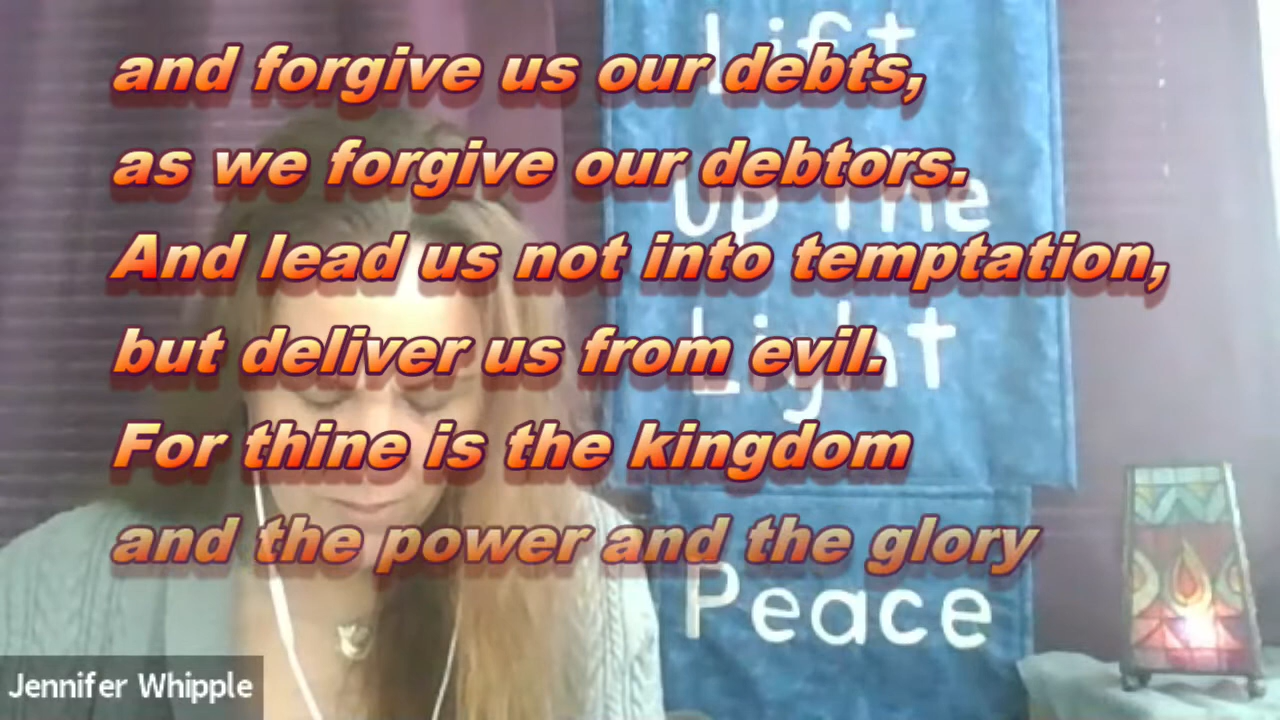 and forgive us our debts,
as we forgive our debtors.
And lead us not into temptation,
but deliver us from evil.
For thine is the kingdom
and the power and the glory
Lift
Up The
Light
Peace
Jennifer Whipple